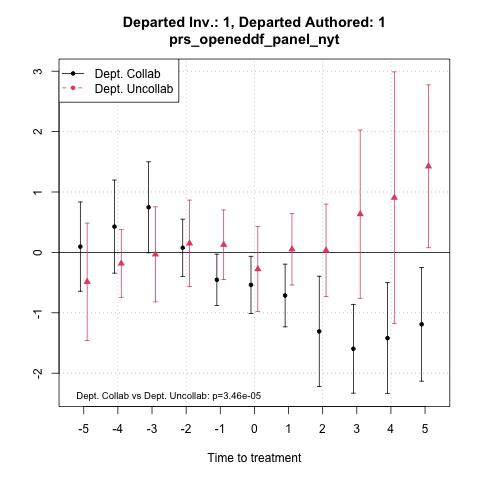 Departed Inv.: 1, Departed Authored: 1
prs_openeddf_panel_nyt
Dept. Collab
Dept. Uncollab
3
2
1
0
-1
-2
Dept. Collab vs Dept. Uncollab: p=3.46e-05
-5 -4 -3 -2 -1 0 1 2 3 4 5
Time to treatment